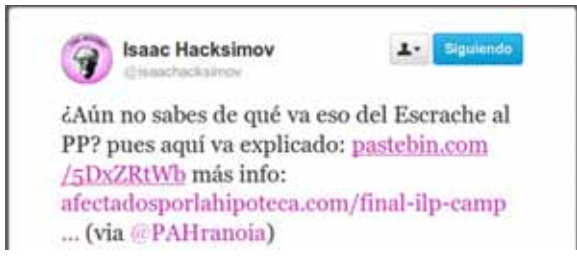 Isaac Hacksimov
@isaachacksimov
Siguiendo
¿Aún no sabes de qué va eso del Escrache al
PP? pues aquí va explicado: pastebin.com
/5DxZRtWb más info:
afectadosporlahipoteca.com/final-ilp-camp
... (via @PAHranoia)